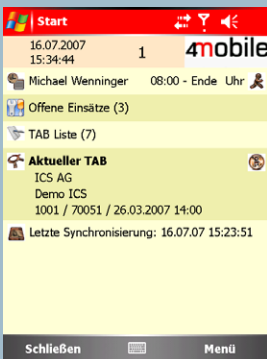 Start
16.07.2007
15:34:44
1
4mobile
Michael Wenninger 08:00 - Ende Uhr
Offene Einsätze (3)
TAB Liste (7)
Aktueller TAB
ICS AG
Demo ICS
1001 / 70051 / 26.03.2007 14:00
Letzte Synchronisierung: 16.07.07 15:23:51
Schließen Menü